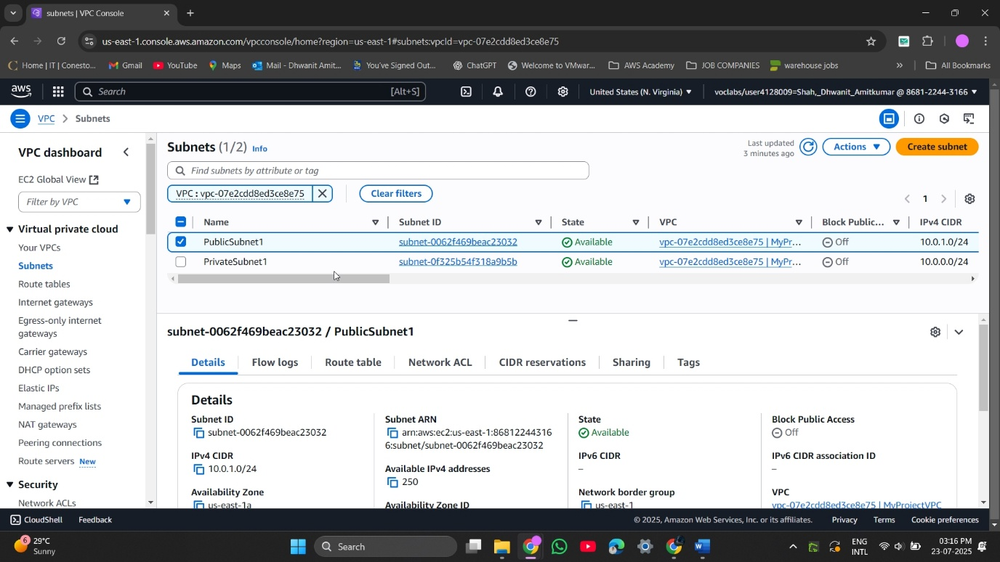 subnets | VPC Console
us-east-1.console.aws.amazon.com/vpcconsole/home?region=us-east-1#subnets:vpcId=vpc-07e2cdd8ed3ce8e75
Home | IT | Conesto... Gmail YouTube Maps Mail - Dhwanit Amit... You've Signed Out... ChatGPT Welcome to VMwar... AWS Academy JOB COMPANIES warehouse jobs » All Bookmarks
aws Search [Alt+S] United States (N. Virginia) voclabs/user4128009=Shah,_Dhwanit_Amitkumar @ 8681-2244-3166
VPC > Subnets
VPC dashboard
EC2 Global View
Filter by VPC
Virtual private cloud
Your VPCs
Subnets
Route tables
Internet gateways
Egress-only internet
gateways
Carrier gateways
DHCP option sets
Elastic IPs
Managed prefix lists
NAT gateways
Peering connections
Route servers New
Security
Network ACLs
Subnets (1/2) Info
Last updated
3 minutes ago
Actions
Create subnet
Find subnets by attribute or tag
VPC : vpc-07e2cdd8ed3ce8e75
Clear filters
1
Name Subnet ID State VPC Block Public... IPv4 CIDR
PublicSubnet1 subnet-0062f469beac23032 Available vpc-07e2cdd8ed3ce8e75 | MyPr... Off 10.0.1.0/24
PrivateSubnet1 subnet-0f325b54f318a9b5b Available vpc-07e2cdd8ed3ce8e75 | MyPr... Off 10.0.0.0/24
subnet-0062f469beac23032 / PublicSubnet1
Details Flow logs Route table Network ACL CIDR reservations Sharing Tags
Details
Subnet ID
subnet-0062f469beac23032
IPv4 CIDR
10.0.1.0/24
Availability Zone
us-east-1a
Subnet ARN
arn:aws:ec2:us-east-1:86812244316
6:subnet/subnet-0062f469beac23032
Available IPv4 addresses
250
Availability Zone ID
State
Available
IPv6 CIDR
–
Network border group
us-east-1
Block Public Access
Off
IPv6 CIDR association ID
–
VPC
vpc-07e2cdd8ed3ce8e75 | MyProjectVPC
CloudShell Feedback © 2025, Amazon Web Services, Inc. or its affiliates. Privacy Terms Cookie preferences
6
29°C
Sunny
Search
ENG
INTL
03:16 PM
23-07-2025